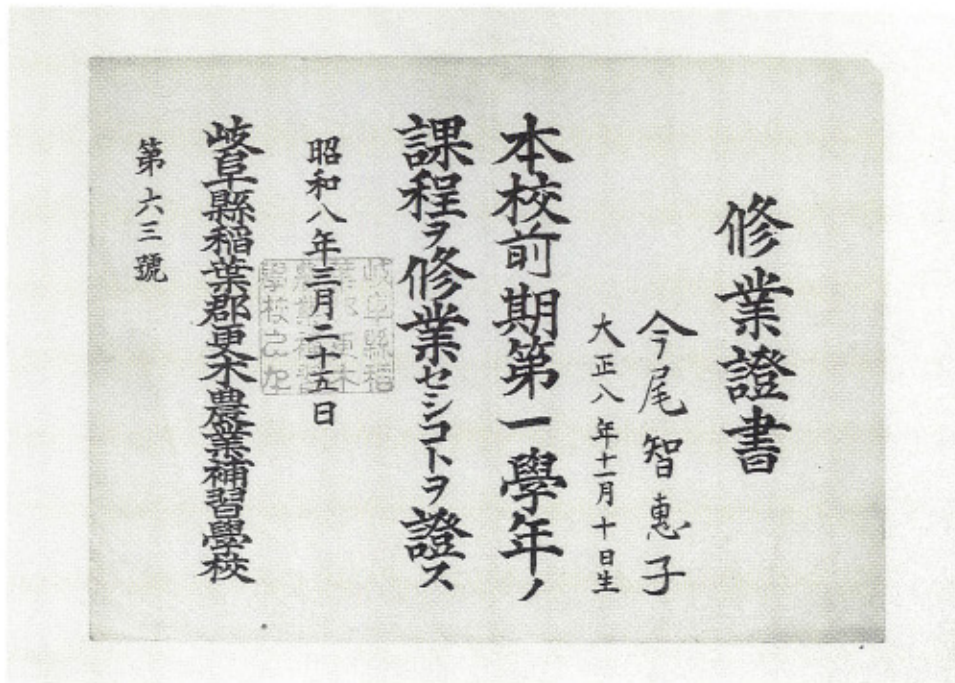 修業證書
今尾智惠子
大正八年十一月十日生
本校前期第一學年ノ
課程ヲ修業セシコトヲ證ス
昭和八年三月二十五日
岐阜縣稲葉郡更木農業補習學校
第六三號